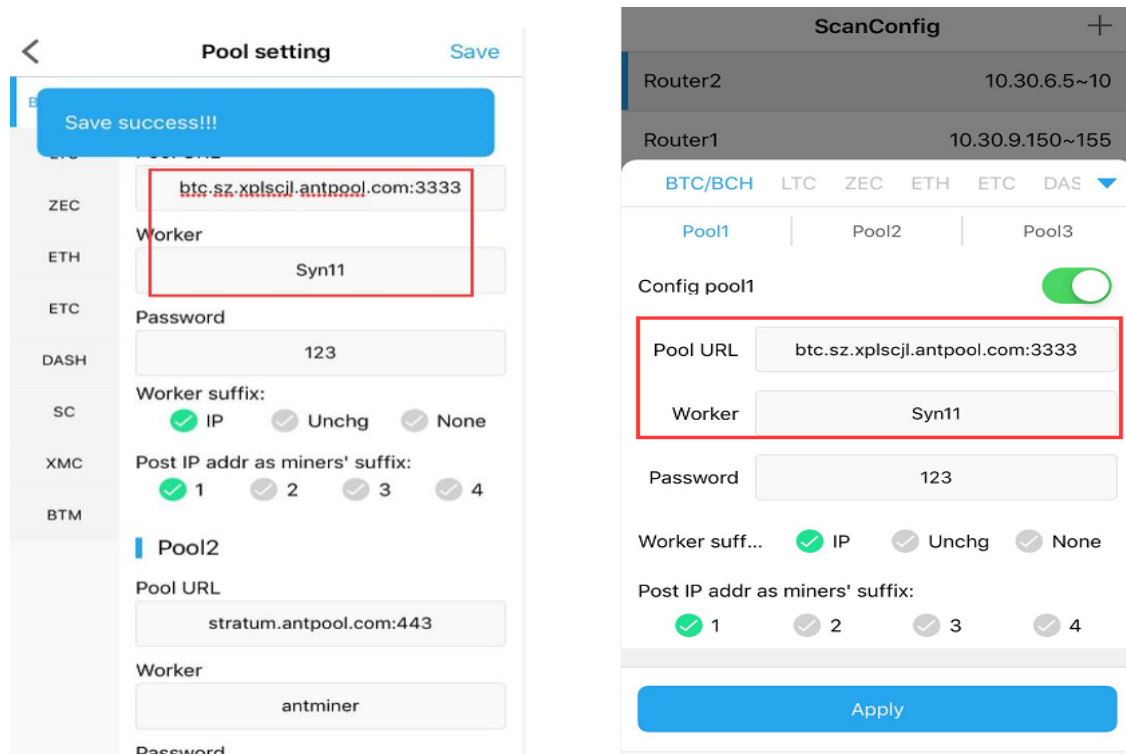 Pool setting
Save
Save success!!!
btc.sz.xplscjl.antpool.com:3333
ZEC
Worker
ETH
Syn11
ETC
Password
DASH
123
Worker suffix:
SC
IP
Unchg
None
XMC
Post IP addr as miners' suffix:
1
2
3
4
BTM
Pool2
Pool URL
stratum.antpool.com:443
Worker
antminer
Password
ScanConfig
Router2 10.30.6.5~10
Router1 10.30.9.150~155
BTC/BCH LTC ZEC ETH ETC DAS
Pool1 Pool2 Pool3
Config pool1
Pool URL btc.sz.xplscjl.antpool.com:3333
Worker Syn11
Password 123
Worker suff... IP Unchg None
Post IP addr as miners' suffix:
1 2 3 4
Apply